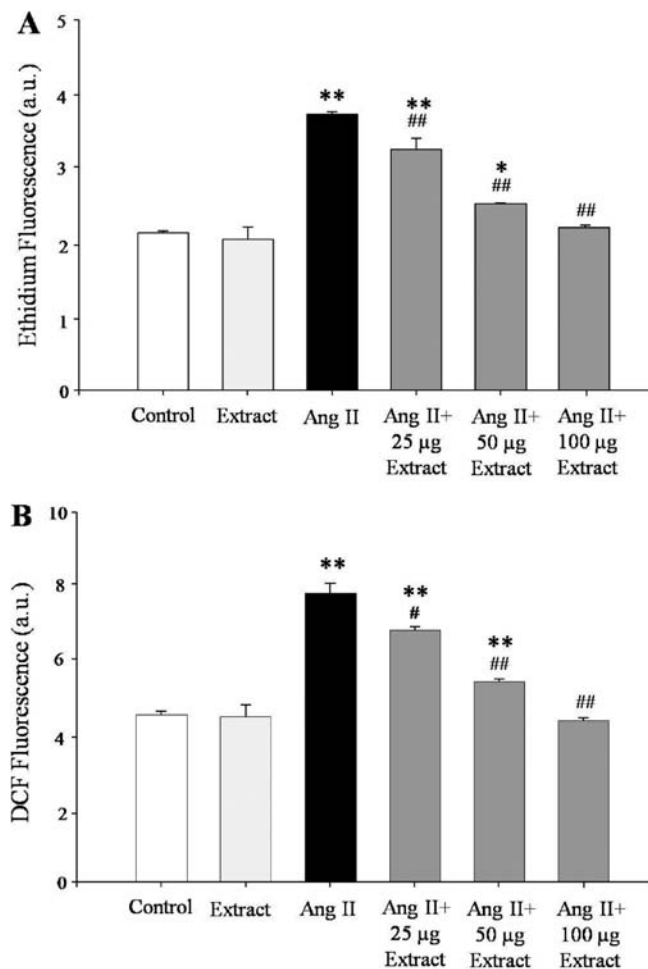 A
Ethidium Fluorescence (a.u.)
5
4
3
2
1
0
** ** * ##
## ##
Control Extract Ang II Ang II+ Ang II+ Ang II+
25 µg 50 µg 100 µg
Extract Extract Extract
B
DCF Fluorescence (a.u.)
10
8
6
4
2
0
** ** ** ##
# ##
Control Extract Ang II Ang II+ Ang II+ Ang II+
25 µg 50 µg 100 µg
Extract Extract Extract